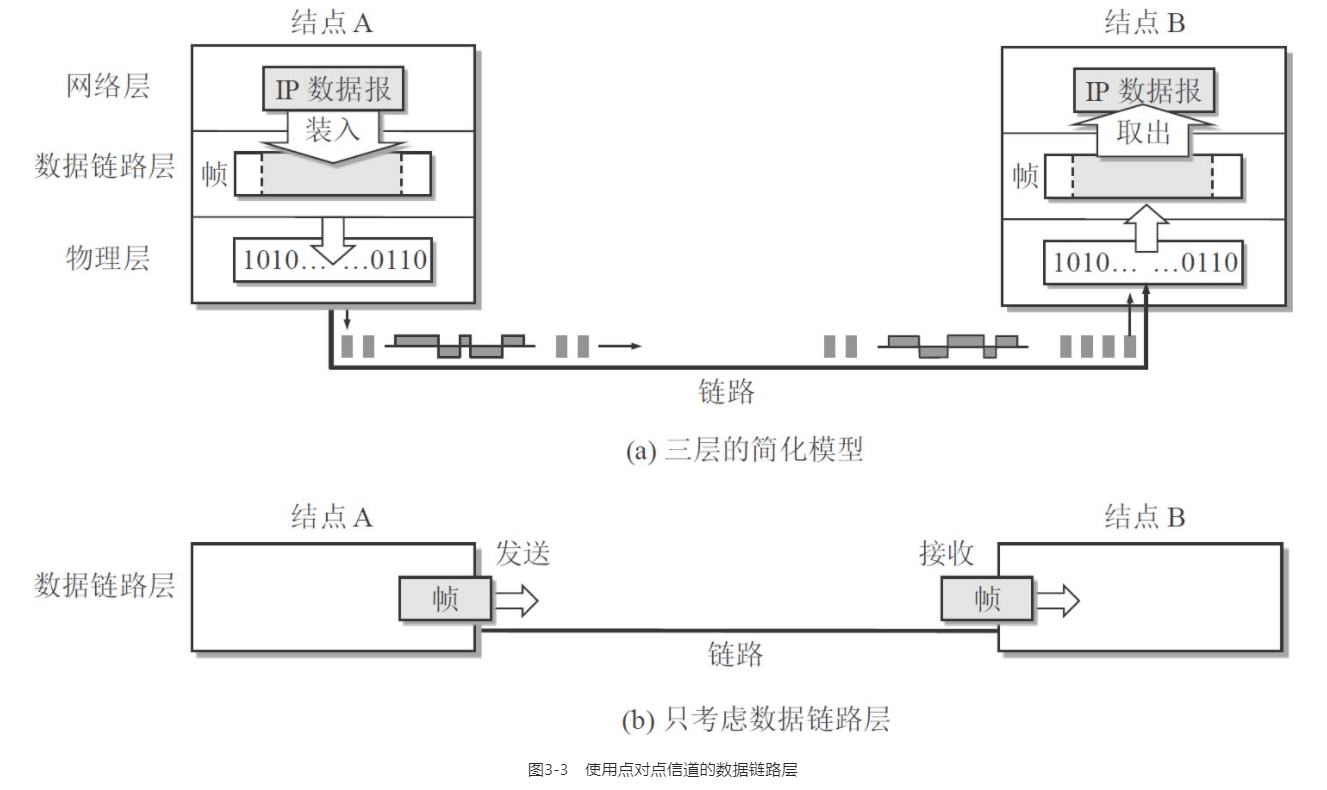 结点 A 结点 B
网络层 IP 数据报 IP 数据报
装入 取出
数据链路层 帧 帧
物理层 1010… …0110 1010… …0110
链路
(a) 三层的简化模型
结点 A 结点 B
发送 接收
数据链路层 帧 帧
链路
(b) 只考虑数据链路层
图3-3 使用点对点信道的数据链路层